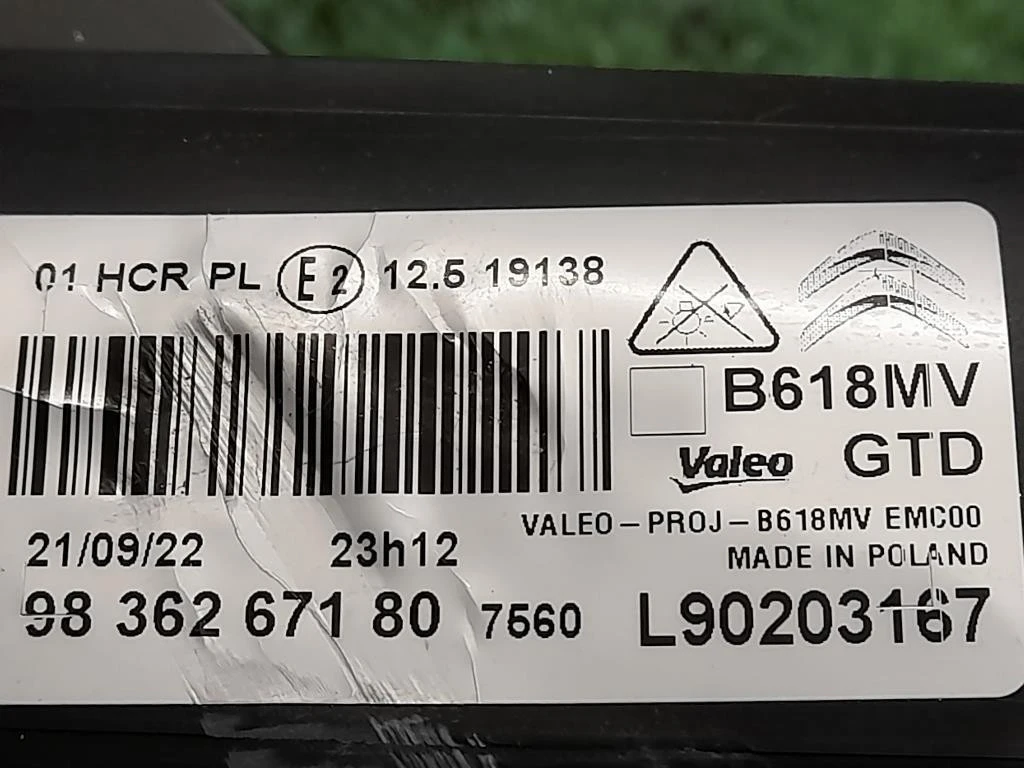 01 HCR PL E2 12.5 19138
B618MV
Valeo GTD
VALEO-PROJ-B618MV EMC00
21/09/22 23h12
MADE IN POLAND
98 362 671 80 7560 L90203167